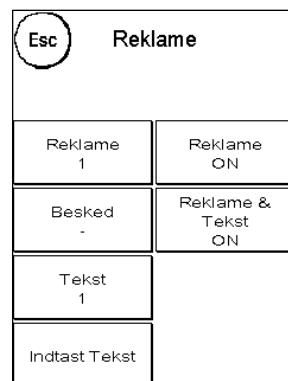 Esc Reklame
Reklame
1
Reklame
ON
Besked
-
Reklame &
Tekst
ON
Tekst
1
Indtast Tekst